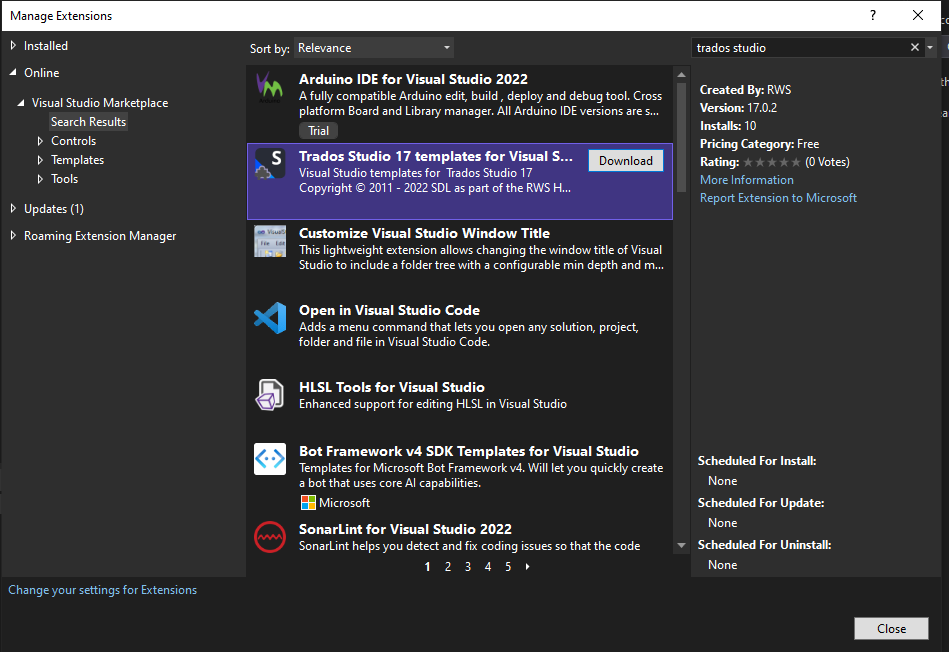 Manage Extensions
?
Installed
Online
Visual Studio Marketplace
Search Results
Controls
Templates
Tools
Updates (1)
Roaming Extension Manager
Sort by: Relevance
Arduino IDE for Visual Studio 2022
A fully compatible Arduino edit, build , deploy and debug tool. Cross
platform Board and Library manager. All Arduino IDE versions are s...
Trial
Trados Studio 17 templates for Visual S...
Download
Visual Studio templates for Trados Studio 17
Copyright © 2011 - 2022 SDL as part of the RWS H...
Customize Visual Studio Window Title
This lightweight extension allows changing the window title of Visual
Studio to include a folder tree with a configurable min depth and m...
Open in Visual Studio Code
Adds a menu command that lets you open any solution, project,
folder and file in Visual Studio Code.
HLSL Tools for Visual Studio
Enhanced support for editing HLSL in Visual Studio
Bot Framework v4 SDK Templates for Visual Studio
Templates for Microsoft Bot Framework v4. Will let you quickly create
a bot that uses core AI capabilities.
Microsoft
SonarLint for Visual Studio 2022
SonarLint helps you detect and fix coding issues so that the code
1 2 3 4 5
trados studio
Created By: RWS
Version: 17.0.2
Installs: 10
Pricing Category: Free
Rating: (0 Votes)
More Information
Report Extension to Microsoft
Scheduled For Install:
None
Scheduled For Update:
None
Scheduled For Uninstall:
None
Change your settings for Extensions
Close